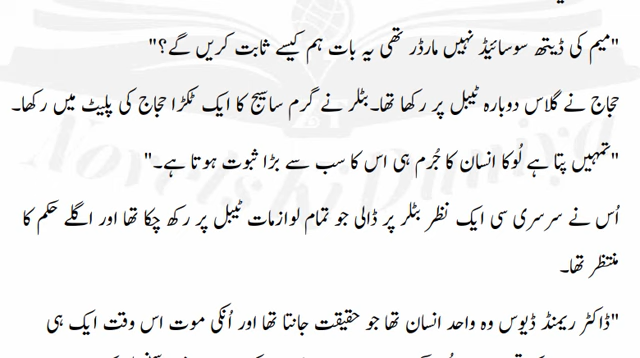 "میم کی ڈیتھ سوسائیڈ نہیں مارڈر تھی یہ بات ہم کیسے ثابت کریں گے؟"
حجاج نے گلاس دوبارہ ٹیبل پر رکھا تھا۔بٹلر نے گرم ساسیج کا ایک ٹکڑا حجاج کی پلیٹ میں رکھا۔
"تمہیں پتا ہے لُوکا انسان کا جُرم ہی اس کا سب سے بڑا ثبوت ہوتا ہے۔"
اُس نے سرسری سی ایک نظر بٹلر پر ڈالی جو تمام لوازمات ٹیبل پر رکھ چکا تھا اور اگلے حکم کا
منتظر تھا۔
"ڈاکٹر ریمنڈ ڈیوس وہ واحد انسان تھا جو حقیقت جانتا تھا اور اُنکی موت اس وقت ایک ہی
Novels ki Duniya